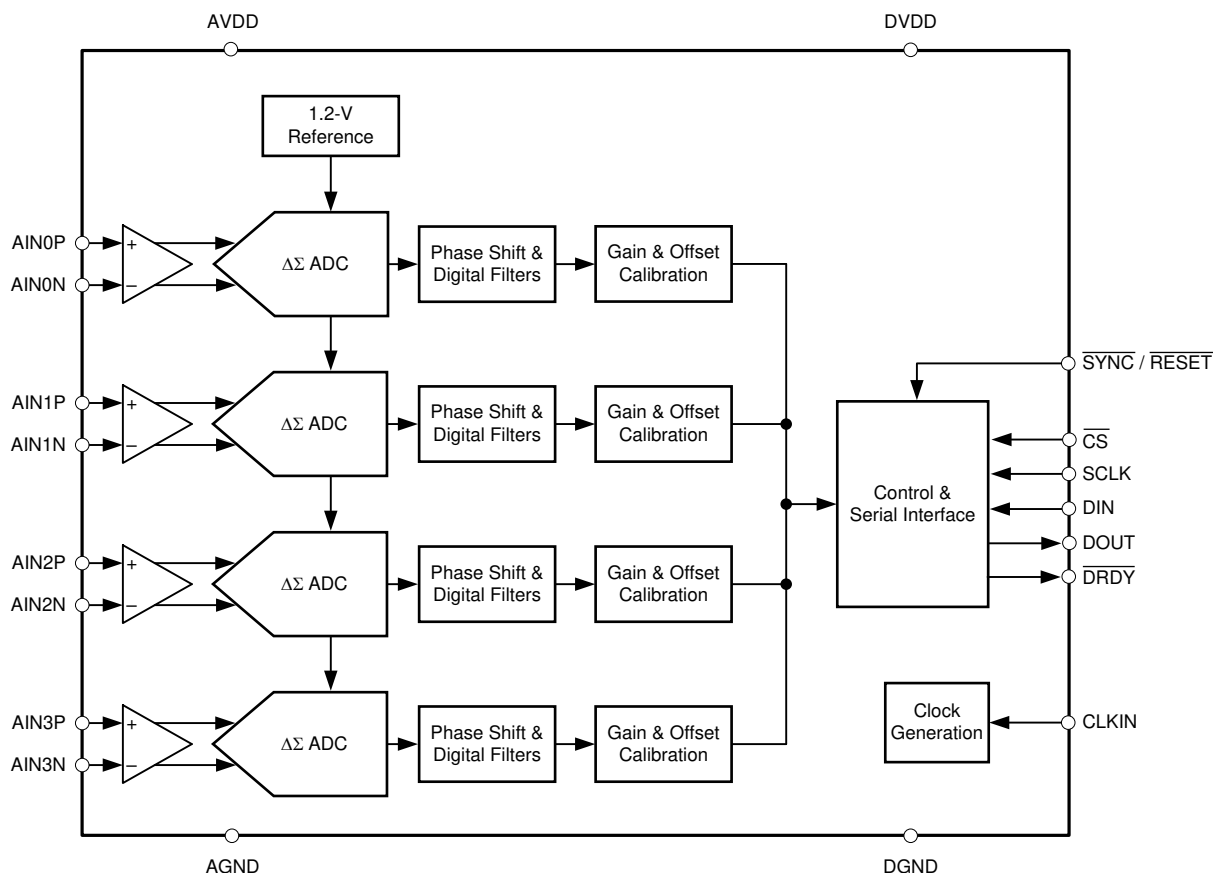 AVDD
DVDD
1.2-V
Reference
AIN0P
+
AIN0N
−
ΔΣ ADC
Phase Shift &
Digital Filters
Gain & Offset
Calibration
SYNC / RESET
AIN1P
+
AIN1N
−
ΔΣ ADC
Phase Shift &
Digital Filters
Gain & Offset
Calibration
Control &
Serial Interface
CS
SCLK
DIN
DOUT
DRDY
AIN2P
+
AIN2N
−
ΔΣ ADC
Phase Shift &
Digital Filters
Gain & Offset
Calibration
AIN3P
+
AIN3N
−
ΔΣ ADC
Phase Shift &
Digital Filters
Gain & Offset
Calibration
Clock
Generation
CLKIN
AGND
DGND